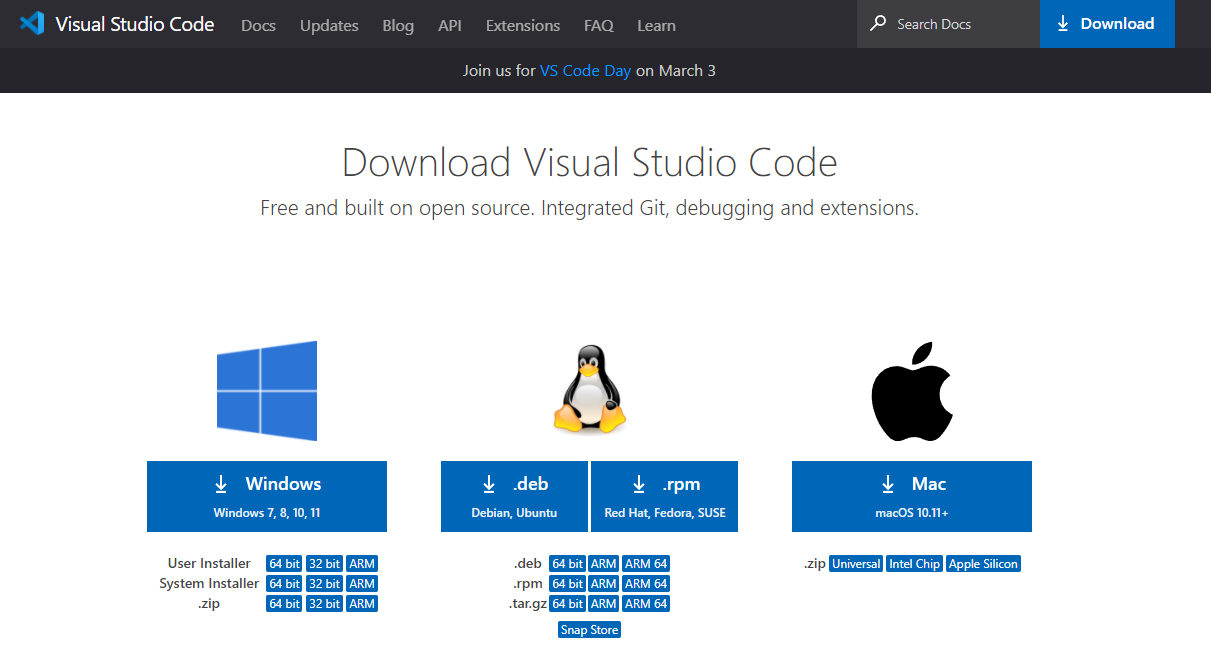 Visual Studio Code Docs Updates Blog API Extensions FAQ Learn Search Docs Download
Join us for VS Code Day on March 3
Download Visual Studio Code
Free and built on open source. Integrated Git, debugging and extensions.
Windows
Windows 7, 8, 10, 11
User Installer 64 bit 32 bit ARM
System Installer 64 bit 32 bit ARM
.zip 64 bit 32 bit ARM
.deb
Debian, Ubuntu
.rpm
Red Hat, Fedora, SUSE
.deb 64 bit ARM ARM 64
.rpm 64 bit ARM ARM 64
.tar.gz 64 bit ARM ARM 64
Snap Store
Mac
macOS 10.11+
.zip Universal Intel Chip Apple Silicon